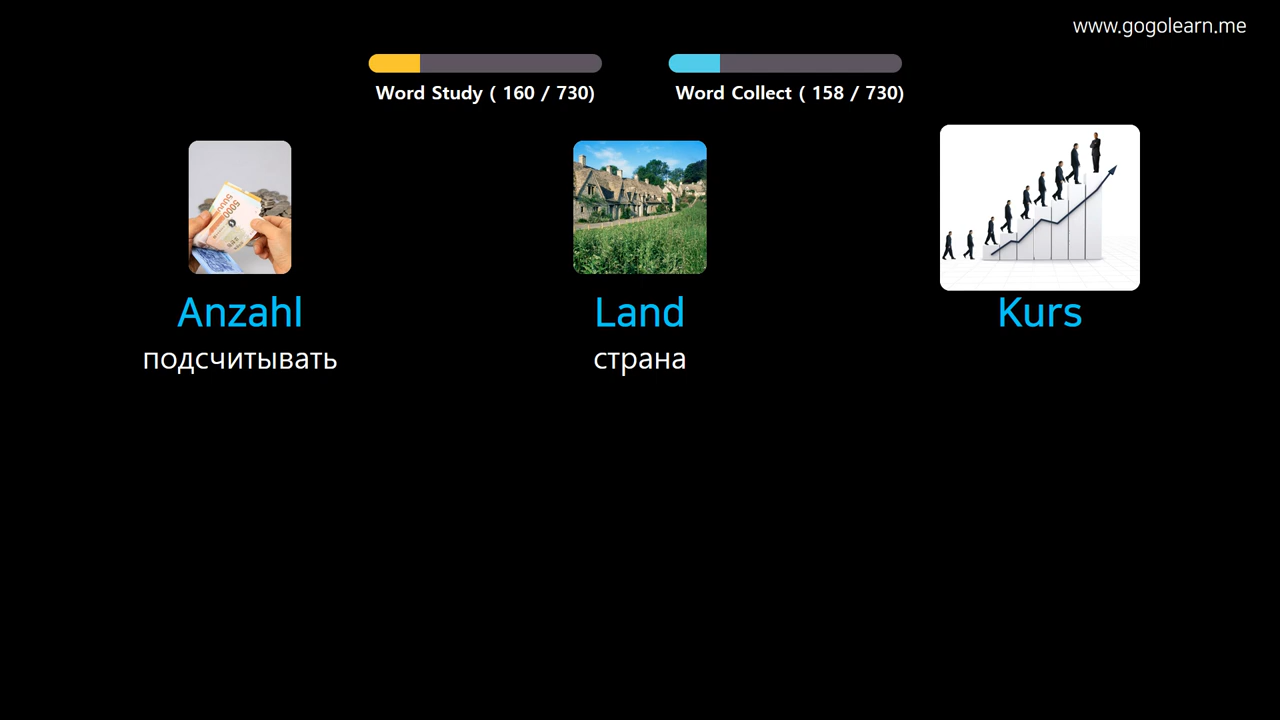 www.gogolearn.me
Word Study ( 160 / 730)
Word Collect ( 158 / 730)
Anzahl
Land
Kurs
подсчитывать
страна